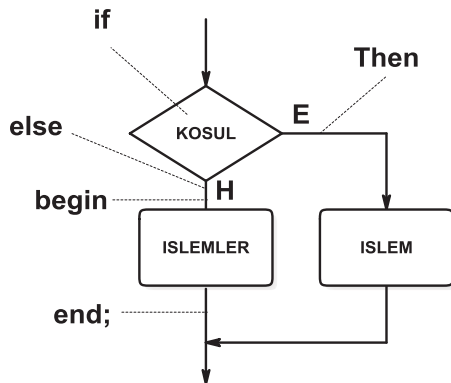 if
Then
E
KOSUL
else
H
begin
ISLEMLER
ISLEM
end;